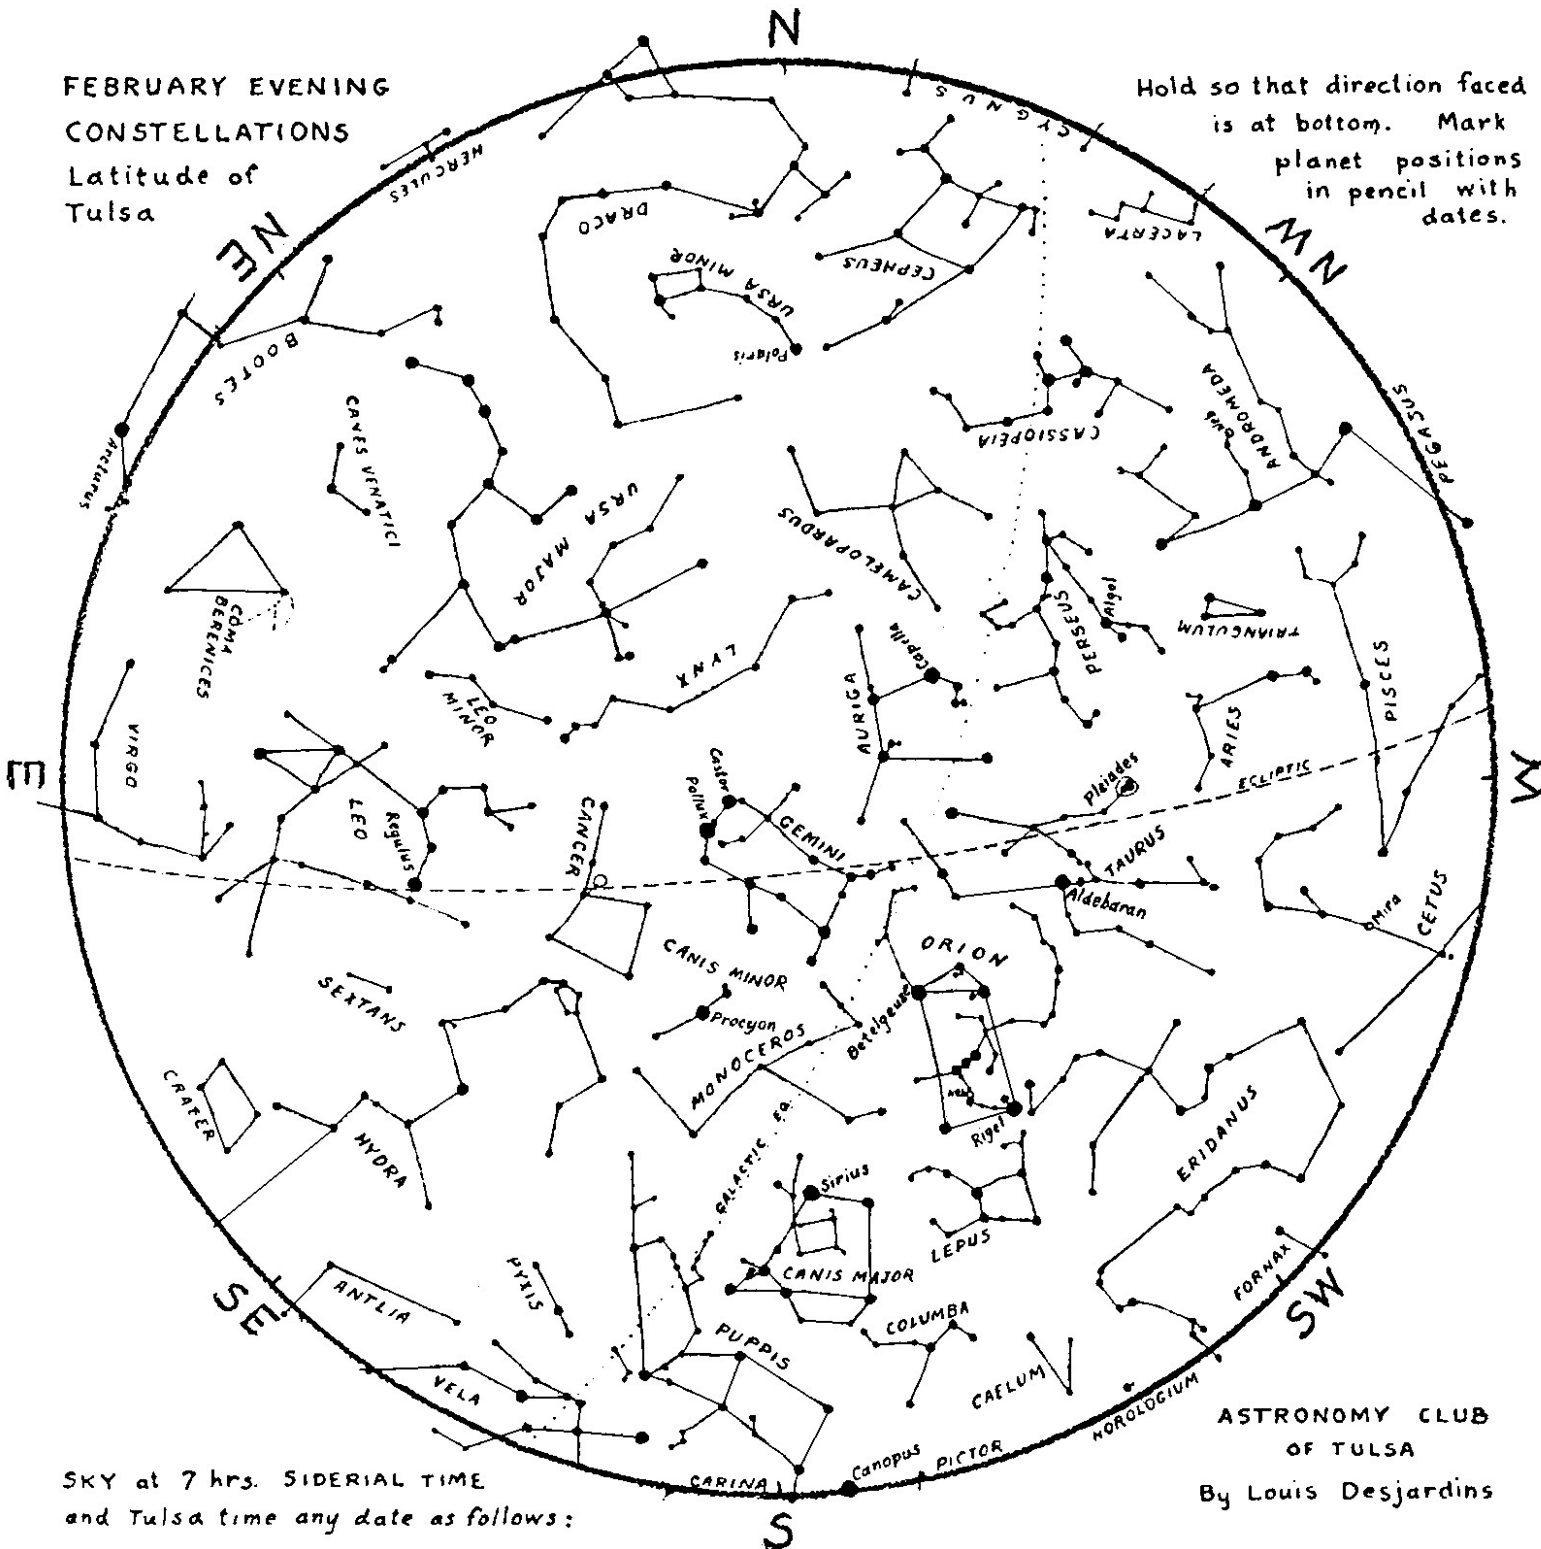 N
FEBRUARY EVENING
CONSTELLATIONS
Latitude of
Tulsa
Hold so that direction faced
is at bottom. Mark
planet positions
in pencil with
dates.
CYGNUS
HERCULES
DRACO
LACERTA
NE
NW
CEPHEUS
URSA MINOR
Polaris
BOOTES
ANDROMEDA
Neb
PEGASUS
CANES VENATICI
CASSIOPEIA
Arcturus
URSA
MAJOR
CAMELOPARDUS
COMA
BERENICES
Algol
PERSEUS
TRIANGULUM
Capella
LYNX
PISCES
LEO
MINOR
AURIGA
ARIES
VIRGO
E
W
Castor
Pollux
Pleiades
ECLIPTIC
LEO
Regulus
CANCER
GEMINI
TAURUS
Aldebaran
Mira
CETUS
ORION
CANIS MINOR
SEXTANS
Procyon
Betelgeuse
MONOCEROS
CRATER
Neb
HYDRA
Rigel
GALACTIC EQ.
ERIDANUS
Sirius
LEPUS
PYXIS
CANIS MAJOR
FORNAX
SE
ANTLIA
SW
COLUMBA
PUPPIS
VELA
CAELUM
HOROLOGIUM
ASTRONOMY CLUB
OF TULSA
By Louis Desjardins
Canopus
PICTOR
CARINA
SKY at 7 hrs. SIDERIAL TIME
and Tulsa time any date as follows:
S